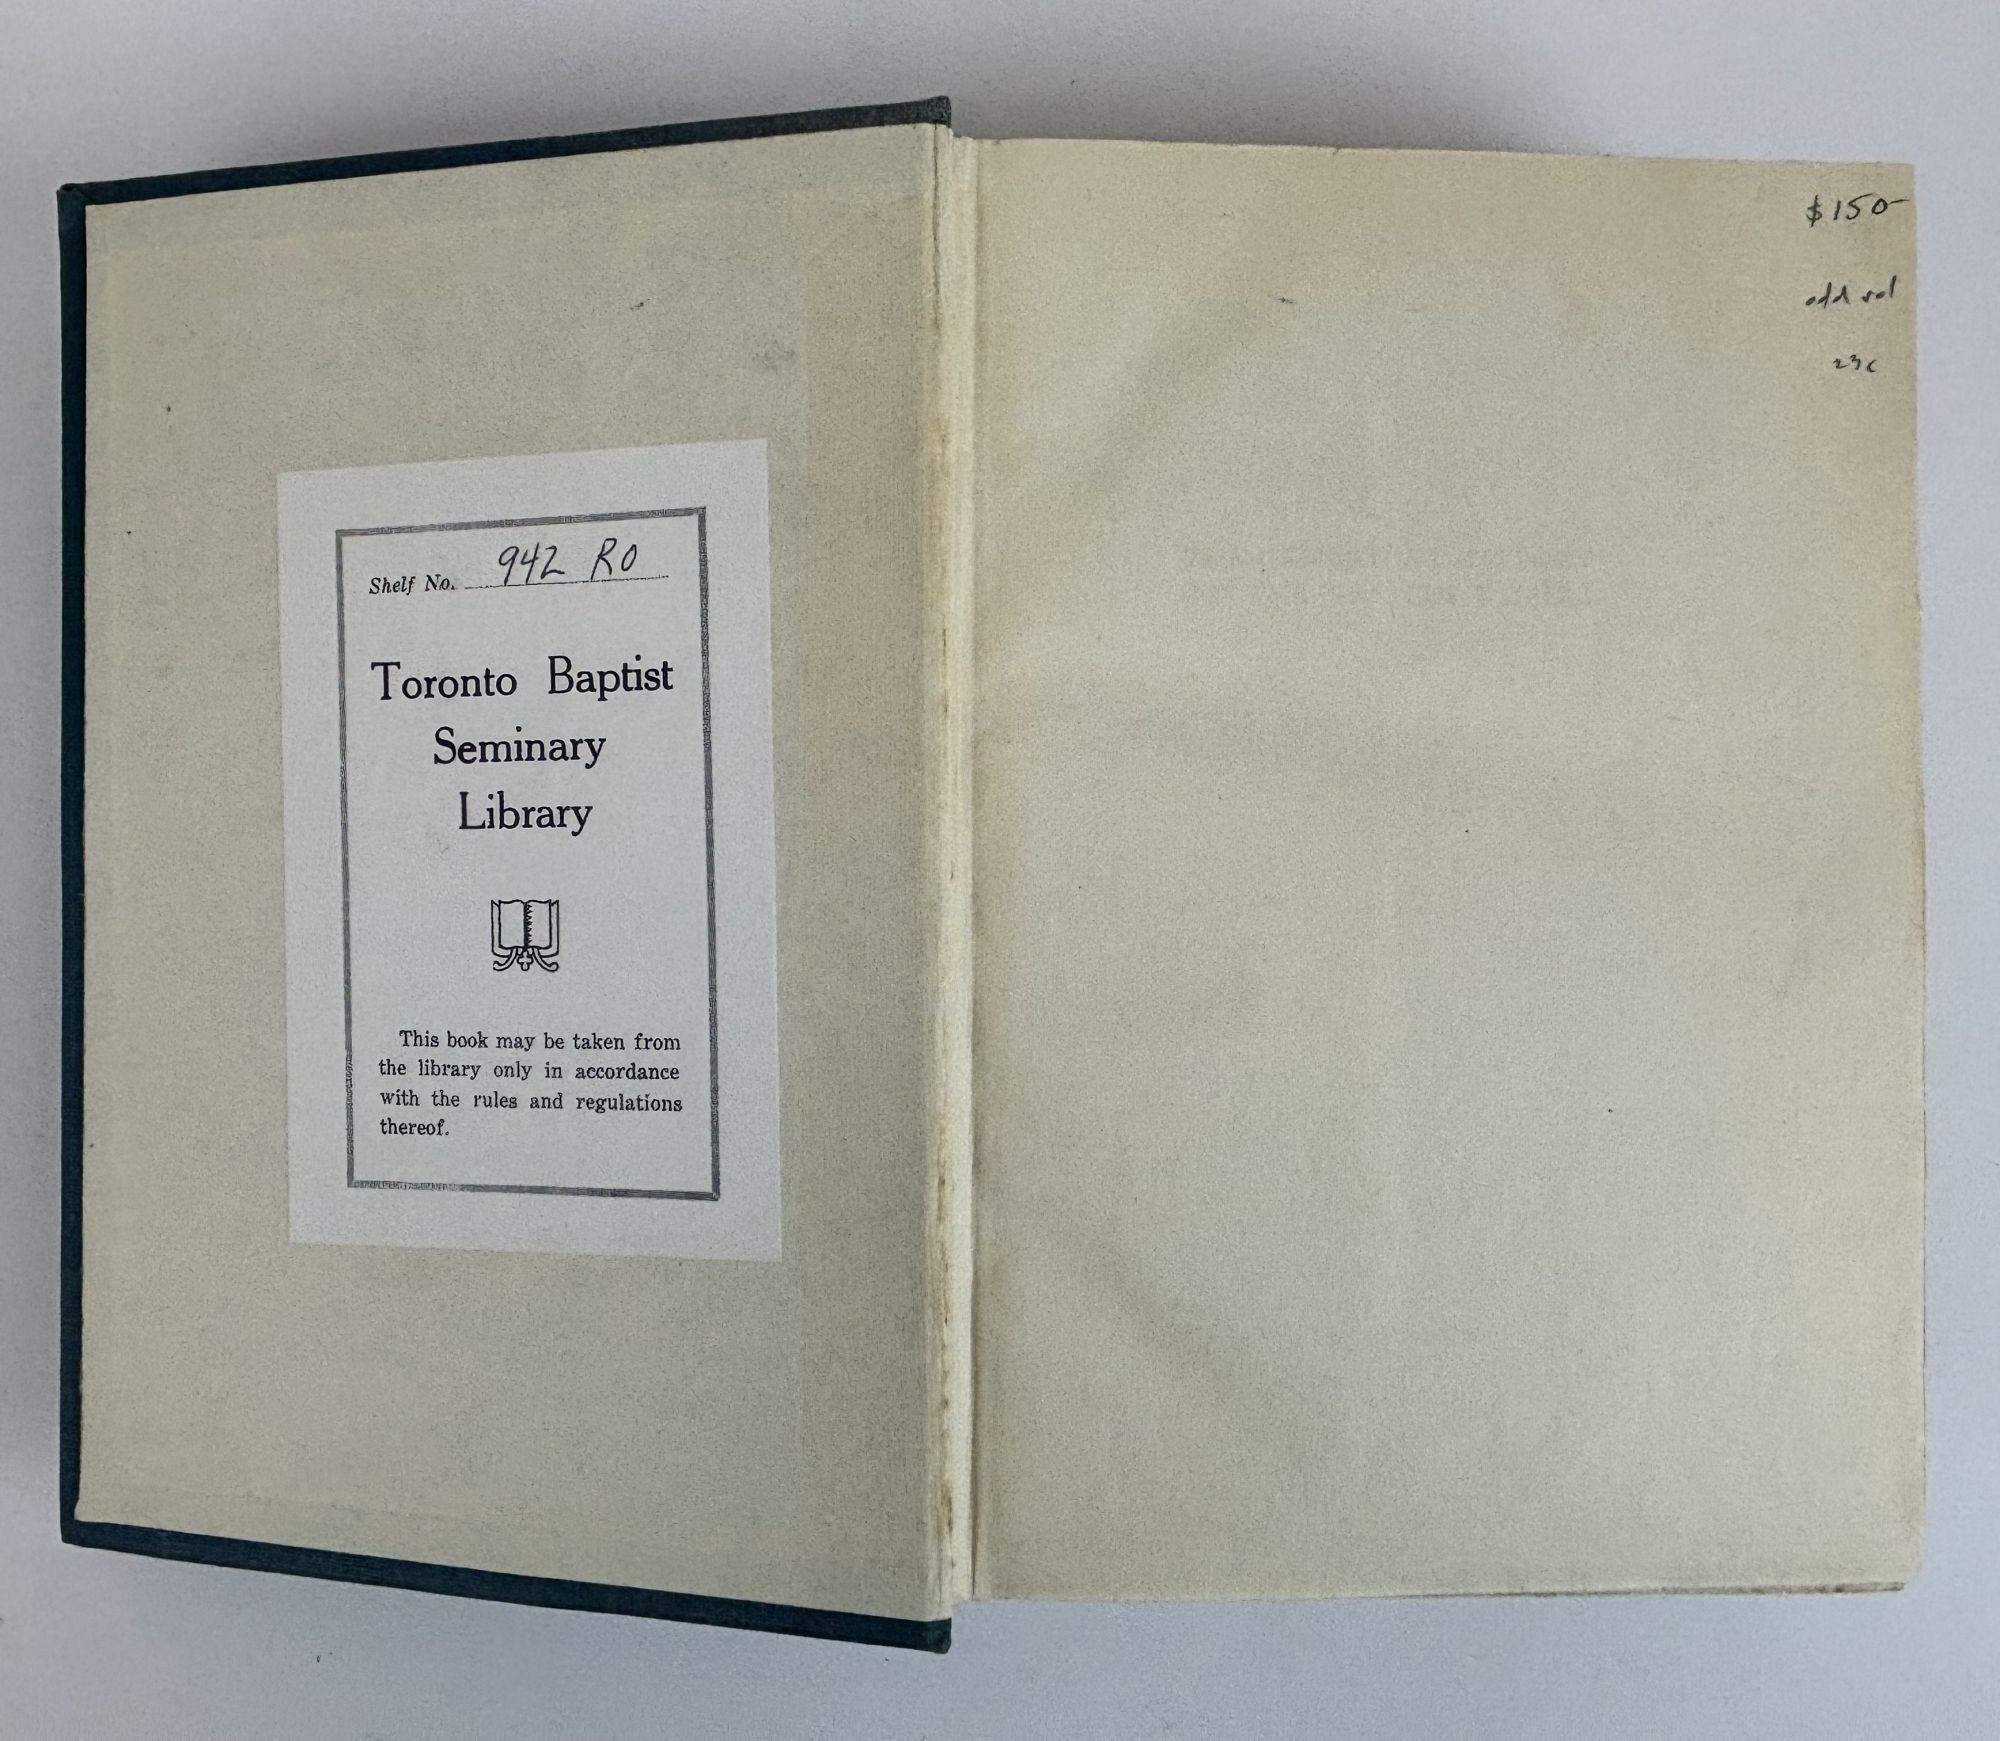 Shelf No. 942 RO
Toronto Baptist
Seminary
Library
This book may be taken from
the library only in accordance
with the rules and regulations
thereof.
$150-
odd vol
23c